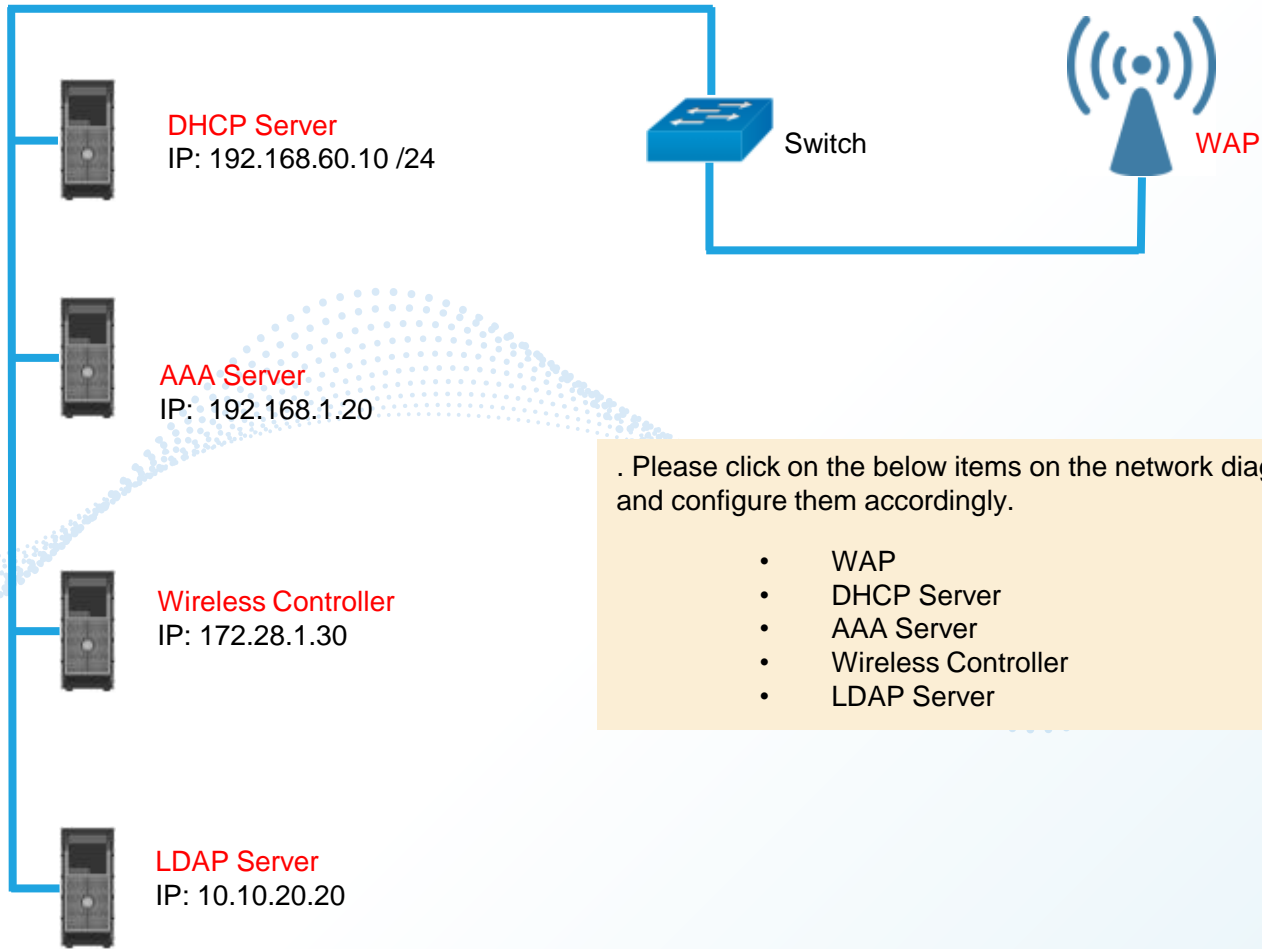 DHCP Server
IP: 192.168.60.10 /24
Switch
WAP
AAA Server
IP: 192.168.1.20
. Please click on the below items on the network
and configure them accordingly.
• WAP
• DHCP Server
• AAA Server
• Wireless Controller
• LDAP Server
Wireless Controller
IP: 172.28.1.30
LDAP Server
IP: 10.10.20.20